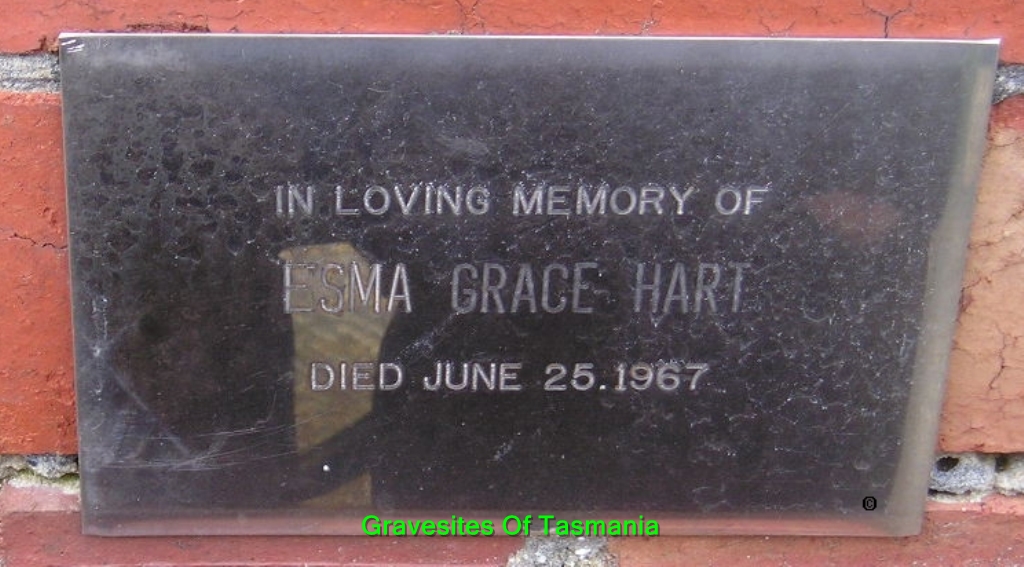 IN LOVING MEMORY OF
ESMA GRACE HART
DIED JUNE 25.1967
©
Gravesites Of Tasmania